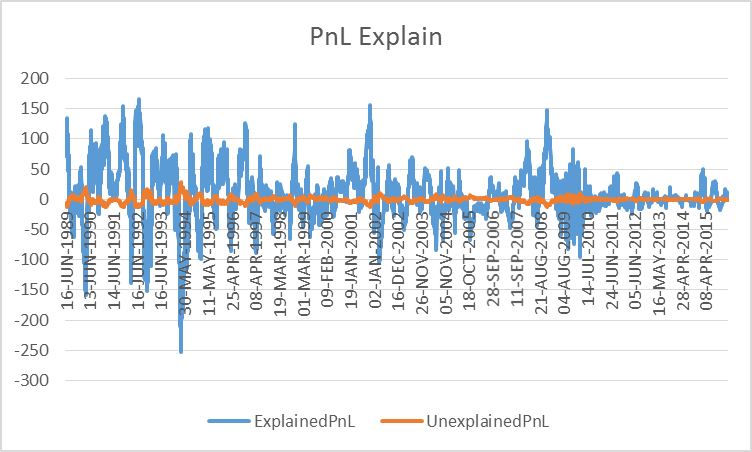 PnL Explain
200
150
100
50
0
-50
-100
-150
-200
-250
-300
16-JUN-1989
13-JUN-1990
14-JUN-1991
16-JUN-1992
16-JUN-1993
30-MAY-1994
11-MAY-1995
25-APR-1996
08-APR-1997
19-MAR-1998
01-MAR-1999
09-FEB-2000
19-JAN-2001
02-JAN-2002
16-DEC-2002
26-NOV-2003
05-NOV-2004
18-OCT-2005
28-SEP-2006
11-SEP-2007
21-AUG-2008
04-AUG-2009
14-JUL-2010
24-JUN-2011
05-JUN-2012
16-MAY-2013
28-APR-2014
08-APR-2015
ExplainedPnL UnexplainedPnL